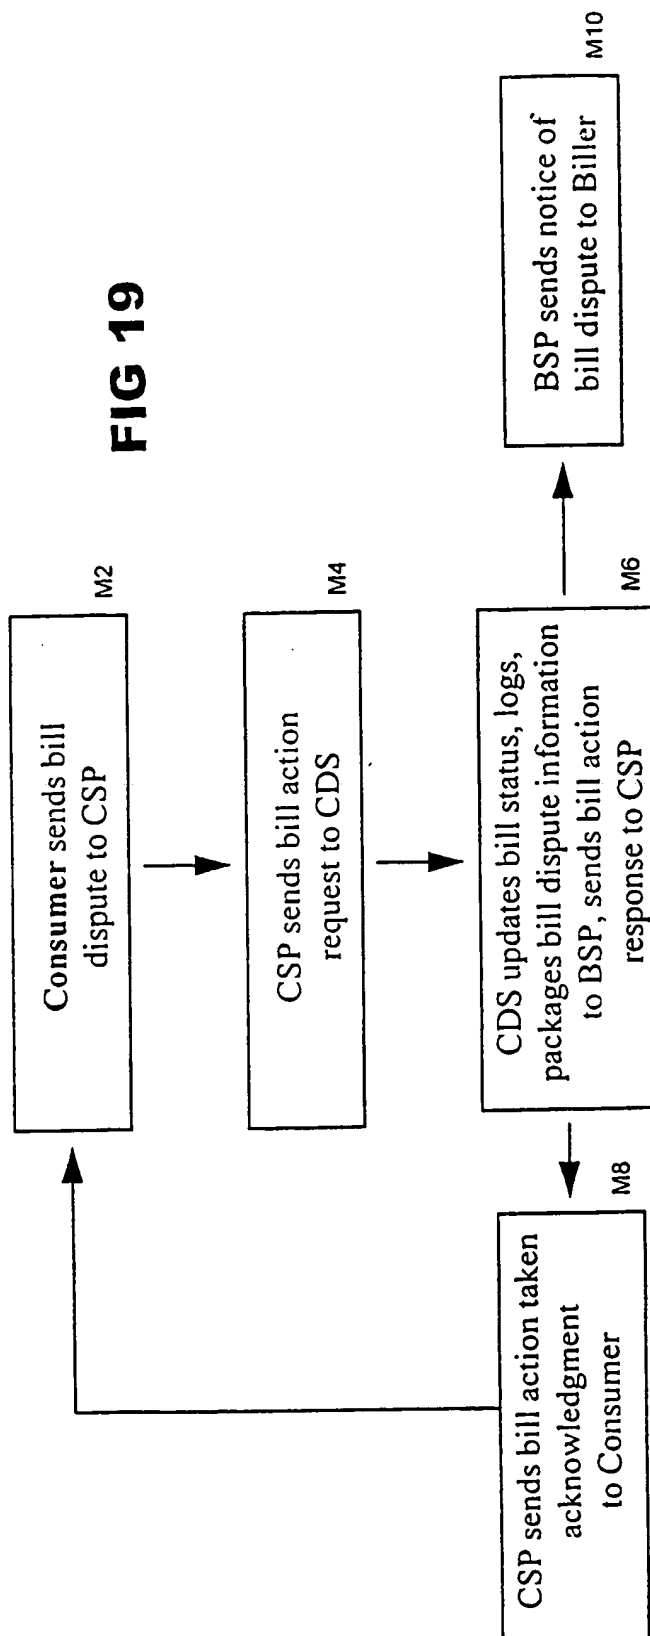 FIG 19
Consumer sends bill
dispute to CSP
M2
CSP sends bill action
request to CDS
M4
CDS updates bill status, logs,
packages bill dispute information
to BSP, sends bill action
response to CSP
M6
CSP sends bill action taken
acknowledgment
to Consumer
M8
BSP sends notice of
bill dispute to Biller
M10